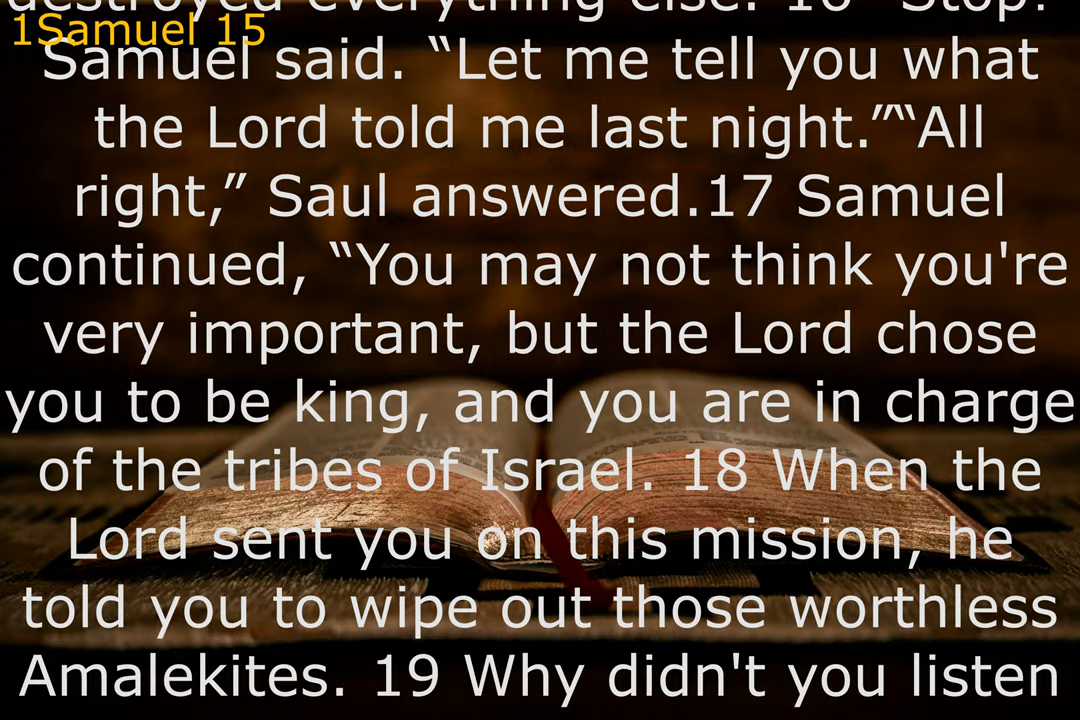 destroyed everything else. 16 “Stop!”
1Samuel 15
Samuel said. “Let me tell you what
the Lord told me last night.”“All
right,” Saul answered.17 Samuel
continued, “You may not think you're
very important, but the Lord chose
you to be king, and you are in charge
of the tribes of Israel. 18 When the
Lord sent you on this mission, he
told you to wipe out those worthless
Amalekites. 19 Why didn't you listen